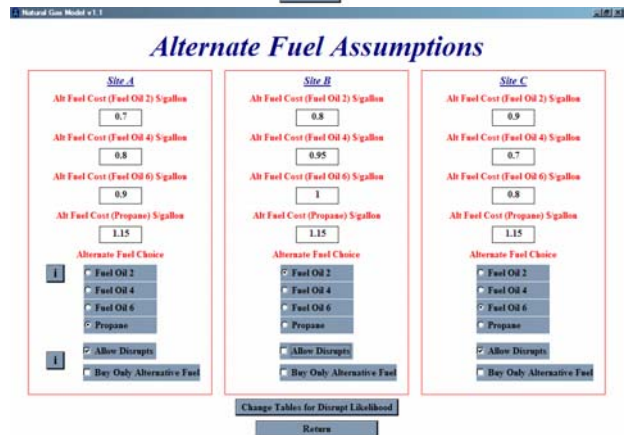 Natural Gas Model v1.1
Alternate Fuel Assumptions
Site A
Alt Fuel Cost (Fuel Oil 2) $/gallon
0.7
Alt Fuel Cost (Fuel Oil 4) $/gallon
0.8
Alt Fuel Cost (Fuel Oil 6) $/gallon
0.9
Alt Fuel Cost (Propane) $/gallon
1.15
Alternate Fuel Choice
i
Fuel Oil 2
Fuel Oil 4
Fuel Oil 6
Propane
i
Allow Disrupts
Buy Only Alternative Fuel
Site B
Alt Fuel Cost (Fuel Oil 2) $/gallon
0.8
Alt Fuel Cost (Fuel Oil 4) $/gallon
0.95
Alt Fuel Cost (Fuel Oil 6) $/gallon
1
Alt Fuel Cost (Propane) $/gallon
1.15
Alternate Fuel Choice
Fuel Oil 2
Fuel Oil 4
Fuel Oil 6
Propane
Allow Disrupts
Buy Only Alternative Fuel
Site C
Alt Fuel Cost (Fuel Oil 2) $/gallon
0.9
Alt Fuel Cost (Fuel Oil 4) $/gallon
0.7
Alt Fuel Cost (Fuel Oil 6) $/gallon
0.8
Alt Fuel Cost (Propane) $/gallon
1.15
Alternate Fuel Choice
Fuel Oil 2
Fuel Oil 4
Fuel Oil 6
Propane
Allow Disrupts
Buy Only Alternative Fuel
Change Tables for Disrupt Likelihood
Return